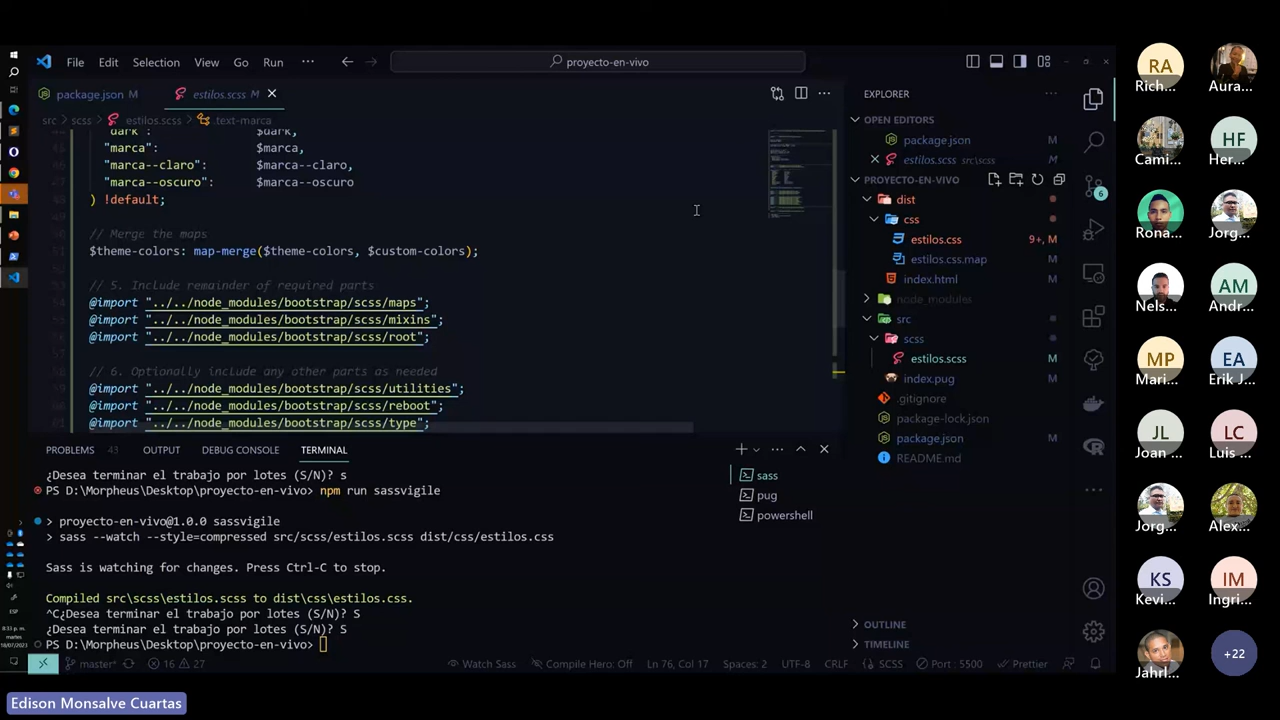 File Edit Selection View Go Run ··· proyecto-en-vivo
package.json M estilos.scss M
src > scss > estilos.scss > text-marca
"dark": $dark,
"marca": $marca,
"marca--claro": $marca--claro,
"marca--oscuro": $marca--oscuro
) !default;
// Merge the maps
$theme-colors: map-merge($theme-colors, $custom-colors);
// 5. Include remainder of required parts
@import "../../node_modules/bootstrap/scss/maps";
@import "../../node_modules/bootstrap/scss/mixins";
@import "../../node_modules/bootstrap/scss/root";
// 6. Optionally include any other parts as needed
@import "../../node_modules/bootstrap/scss/utilities";
@import "../../node_modules/bootstrap/scss/reboot";
@import "../../node_modules/bootstrap/scss/type";
PROBLEMS 43 OUTPUT DEBUG CONSOLE TERMINAL
¿Desea terminar el trabajo por lotes (S/N)? s
PS D:\Morpheus\Desktop\proyecto-en-vivo> npm run sassvigile
> proyecto-en-vivo@1.0.0 sassvigile
> sass --watch --style=compressed src/scss/estilos.scss dist/css/estilos.css
Sass is watching for changes. Press Ctrl-C to stop.
Compiled src\scss\estilos.scss to dist\css\estilos.css.
^C¿Desea terminar el trabajo por lotes (S/N)? S
¿Desea terminar el trabajo por lotes (S/N)? S
PS D:\Morpheus\Desktop\proyecto-en-vivo>
sass
pug
powershell
EXPLORER
OPEN EDITORS
package.json M
estilos.scss src\scss M
PROYECTO-EN-VIVO
dist
css
estilos.css 9+, M
estilos.css.map M
index.html M
node_modules
src
scss
estilos.scss M
index.pug M
.gitignore
package-lock.json
package.json M
README.md
OUTLINE
TIMELINE
6
master* 16 27 Watch Sass Compile Hero: Off Ln 76, Col 17 Spaces: 2 UTF-8 CRLF SCSS Port : 5500 Prettier
ESP
8:33 p. m.
martes
18/07/2023
RA
Rich... Aura...
HF
Cami... Her...
Rona... Jorg...
AM
Nels... Andr...
MP EA
Mari... Erik J...
JL LC
Joan ... Luis ...
Jorg... Alex...
KS IM
Kevi... Ingri...
Jahrl...
+22
Edison Monsalve Cuartas